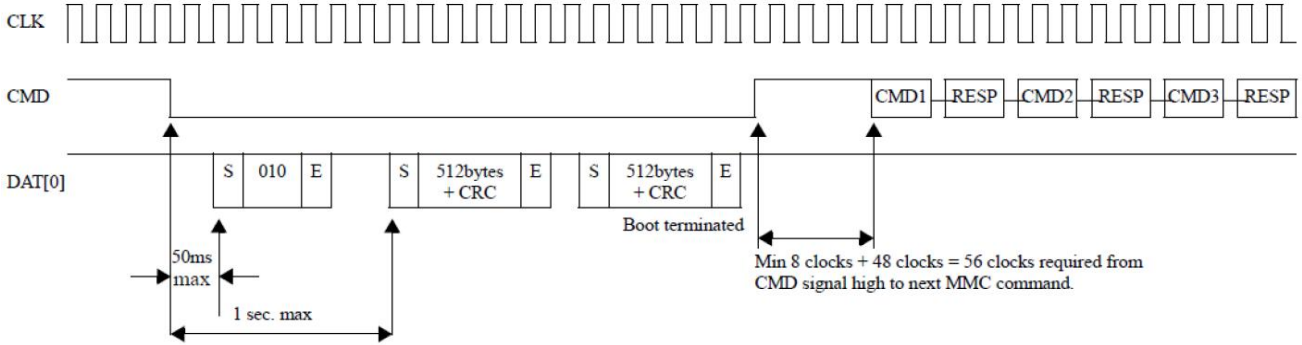 CLK
CMD
CMD1 RESP CMD2 RESP CMD3 RESP
DAT[0]
S 010 E S 512bytes + CRC E S 512bytes + CRC E
Boot terminated
50ms
max
Min 8 clocks + 48 clocks = 56 clocks required from
CMD signal high to next MMC command.
1 sec. max